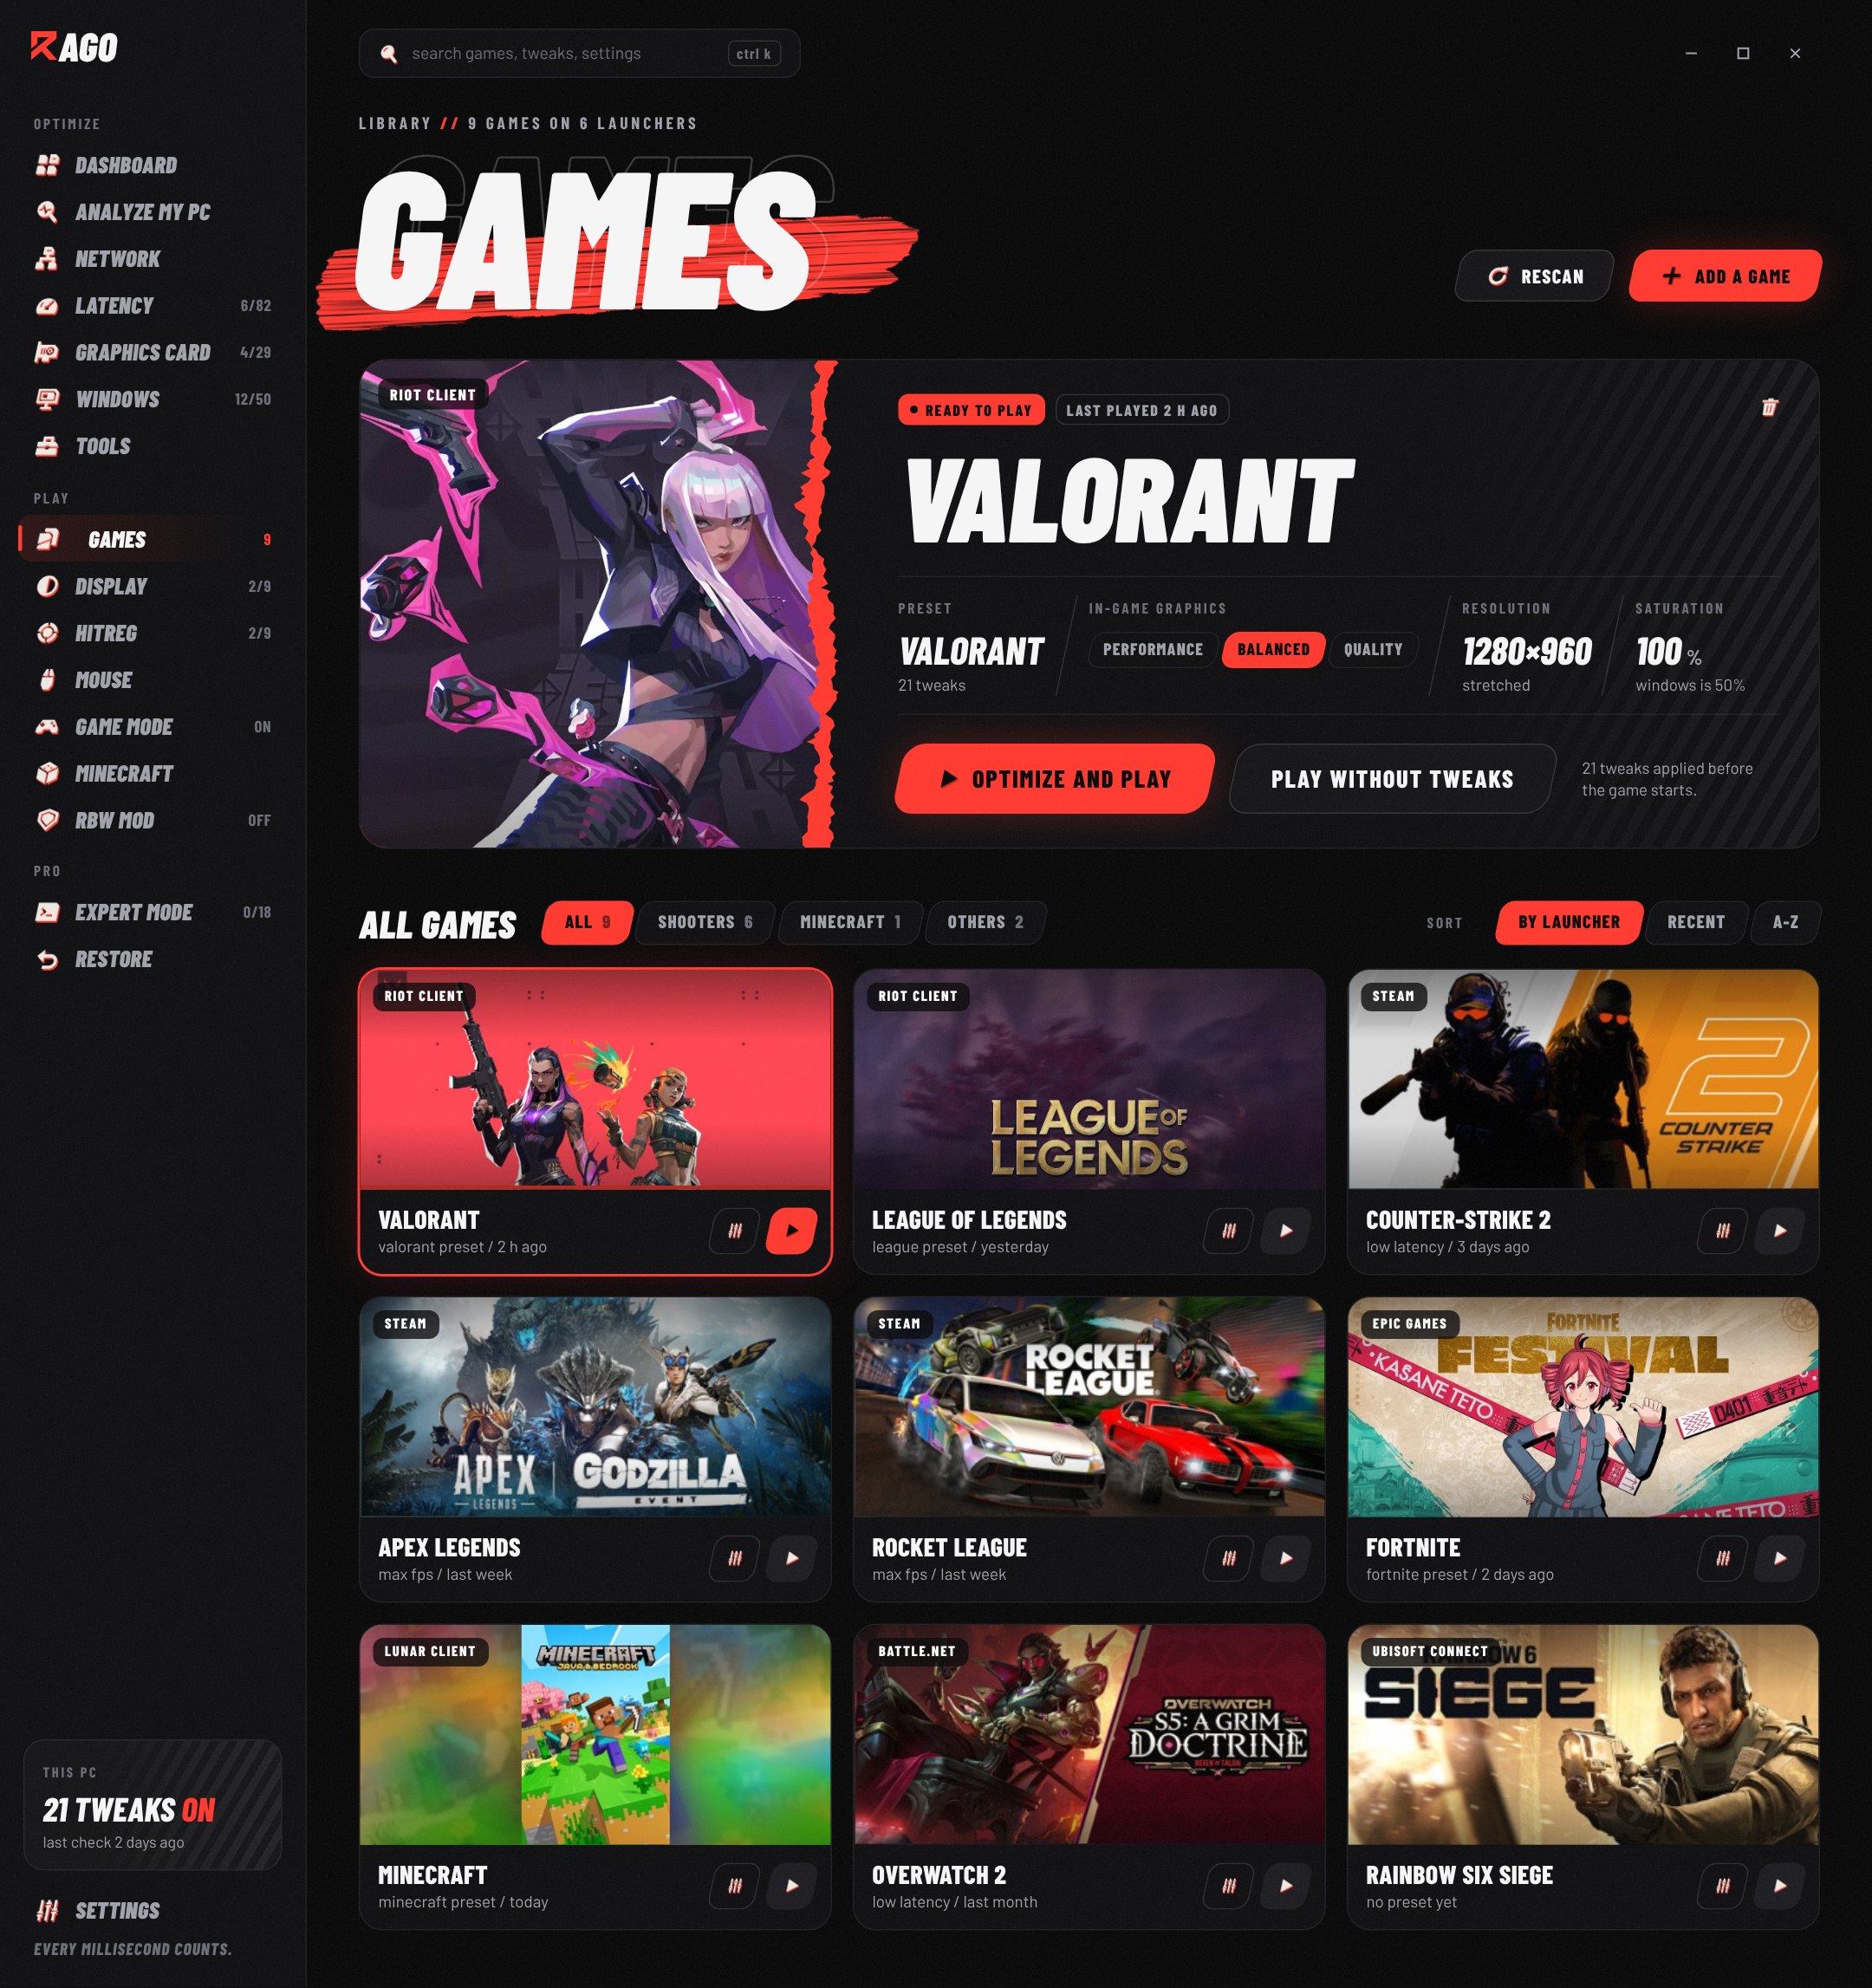 RAGO
search games, tweaks, settings
ctrl k
OPTIMIZE
DASHBOARD
ANALYZE MY PC
NETWORK
LATENCY 6/82
GRAPHICS CARD 4/29
WINDOWS 12/50
TOOLS
PLAY
GAMES 9
DISPLAY 2/9
HITREG 2/9
MOUSE
GAME MODE ON
MINECRAFT
RBW MOD OFF
PRO
EXPERT MODE 0/18
RESTORE
THIS PC
21 TWEAKS ON
last check 2 days ago
SETTINGS
EVERY MILLISECOND COUNTS.
LIBRARY // 9 GAMES ON 6 LAUNCHERS
GAMES
GAMES
RESCAN
ADD A GAME
RIOT CLIENT
READY TO PLAY
LAST PLAYED 2 H AGO
VALORANT
PRESET
VALORANT
21 tweaks
IN-GAME GRAPHICS
PERFORMANCE BALANCED QUALITY
RESOLUTION
1280×960
stretched
SATURATION
100 %
windows is 50%
OPTIMIZE AND PLAY
PLAY WITHOUT TWEAKS
21 tweaks applied before
the game starts.
ALL GAMES
ALL 9
SHOOTERS 6
MINECRAFT 1
OTHERS 2
SORT
BY LAUNCHER
RECENT
A-Z
RIOT CLIENT
VALORANT
valorant preset / 2 h ago
RIOT CLIENT
LEAGUE OF
LEGENDS
LEAGUE OF LEGENDS
league preset / yesterday
STEAM
2
COUNTER
STRIKE
COUNTER-STRIKE 2
low latency / 3 days ago
STEAM
APEX
LEGENDS
GODZILLA
EVENT
APEX LEGENDS
max fps / last week
STEAM
ROCKET
LEAGUE
ROCKET LEAGUE
max fps / last week
EPIC GAMES
FORTNITE
FESTIVAL
KASANE TETO
0401
FORTNITE
fortnite preset / 2 days ago
LUNAR CLIENT
MINECRAFT
JAVA & BEDROCK
MINECRAFT
minecraft preset / today
BATTLE.NET
OVERWATCH
S5: A GRIM
DOCTRINE
REIGN OF TALON
OVERWATCH 2
low latency / last month
UBISOFT CONNECT
SIEGE
RAINBOW SIX SIEGE
no preset yet